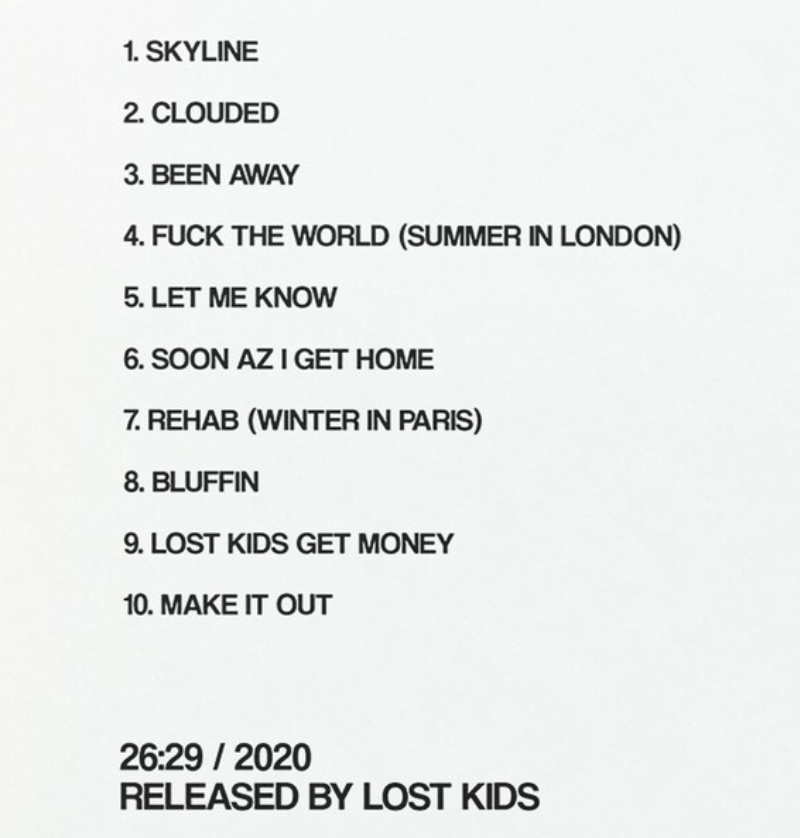 1. SKYLINE
2. CLOUDED
3. BEEN AWAY
4. FUCK THE WORLD (SUMMER IN LONDON)
5. LET ME KNOW
6. SOON AZ I GET HOME
7. REHAB (WINTER IN PARIS)
8. BLUFFIN
9. LOST KIDS GET MONEY
10. MAKE IT OUT
26:29 / 2020
RELEASED BY LOST KIDS